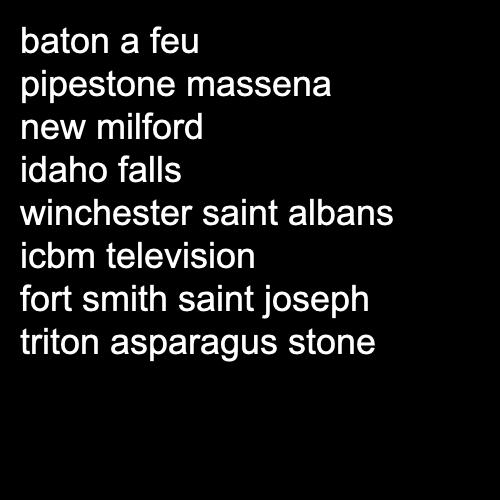 baton a feu
pipestone massena
new milford
idaho falls
winchester saint albans
icbm television
fort smith saint joseph
triton asparagus stone